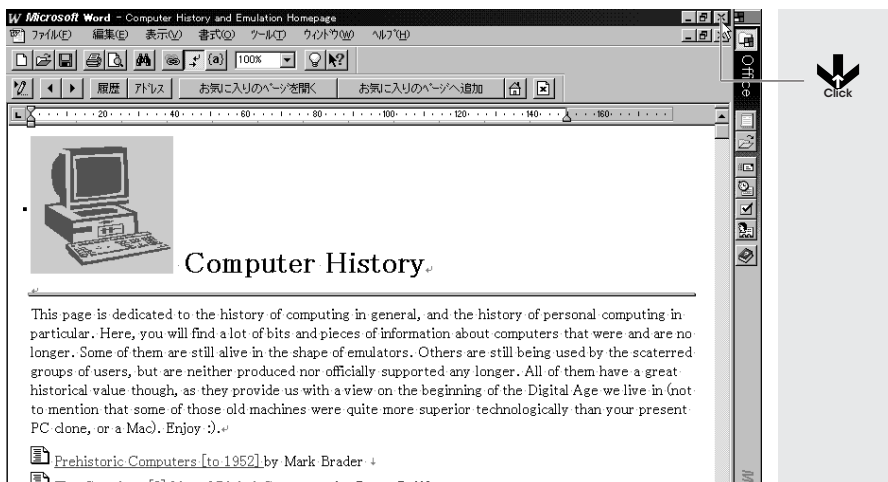 Microsoft Word - Computer History and Emulation Homepage
ファイル(F) 編集(E) 表示(V) 書式(O) ツール(T) ウィンドウ(W) ヘルプ(H)
100%
履歴 アドレス お気に入りのページを開く お気に入りのページへ追加
20 40 60 80 100 120 140 160
Office
Click
Computer History
This page is dedicated to the history of computing in general, and the history of personal computing in
particular. Here, you will find a lot of bits and pieces of information about computers that were and are no
longer. Some of them are still alive in the shape of emulators. Others are still being used by the scaterred
groups of users, but are neither produced nor officially supported any longer. All of them have a great
historical value though, as they provide us with a view on the beginning of the Digital Age we live in (not
to mention that some of those old machines were quite more superior technologically than your present
PC clone, or a Mac). Enjoy :).
Prehistoric Computers [to 1952] by Mark Brader